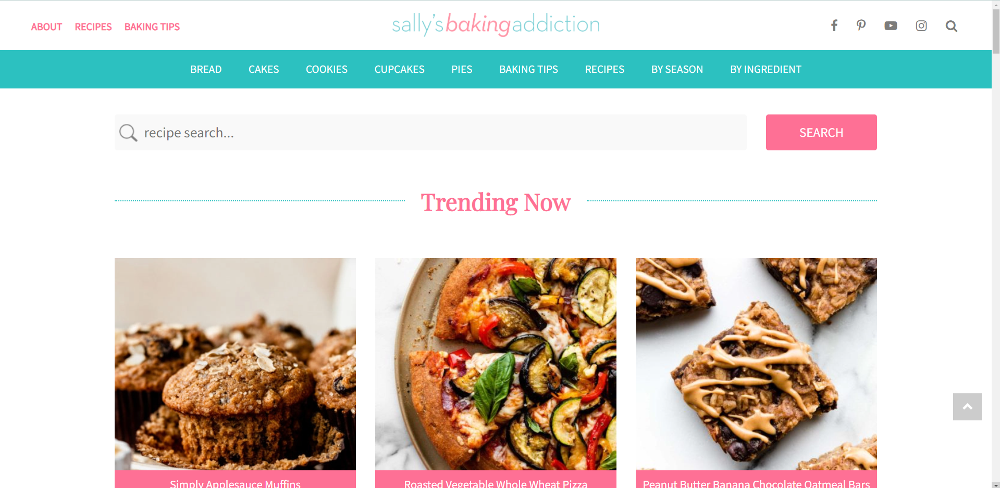 ABOUT RECIPES BAKING TIPS
sally's baking addiction
BREAD CAKES COOKIES CUPCAKES PIES BAKING TIPS RECIPES BY SEASON BY INGREDIENT
recipe search...
SEARCH
Trending Now
Simply Applesauce Muffins
Roasted Vegetable Whole Wheat Pizza
Peanut Butter Banana Chocolate Oatmeal Bars